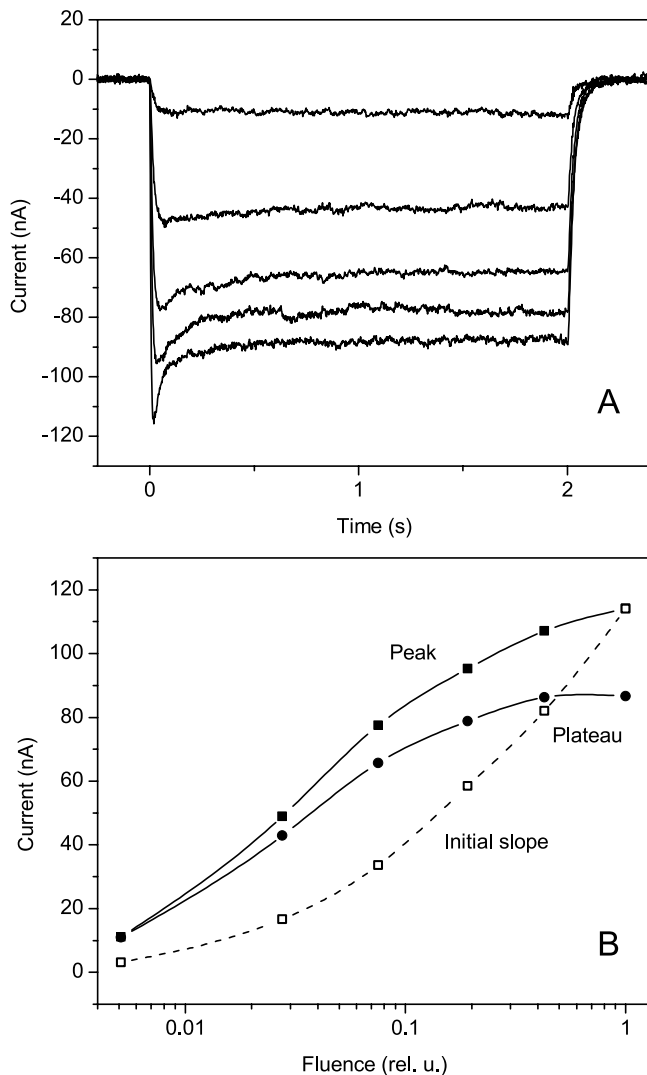 20
0
-20
-40
-60
-80
-100
-120
Current (nA)
A
0 1 2
Time (s)
120
100
80
60
40
20
0
Current (nA)
Peak
Plateau
Initial slope
B
0.01 0.1 1
Fluence (rel. u.)